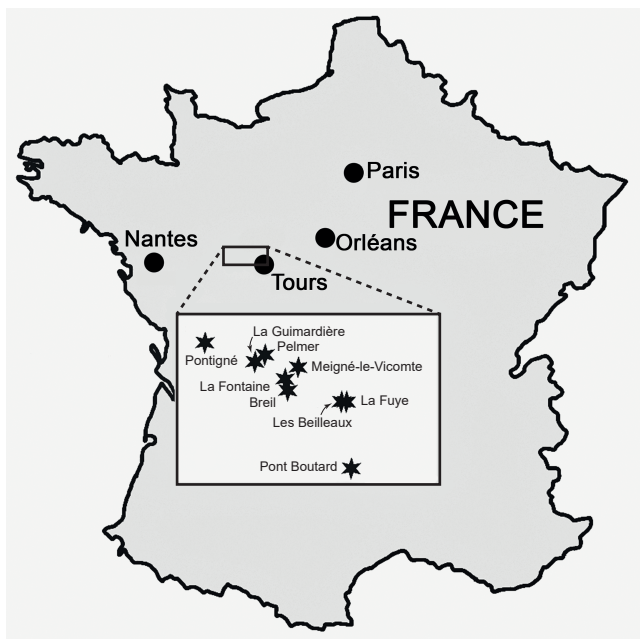 Paris
FRANCE
Nantes
Orléans
Tours
La Guimardière
Pelmer
Pontigné
Meigné-le-Vicomte
La Fontaine
Breil
La Fuye
Les Beilleaux
Pont Boutard